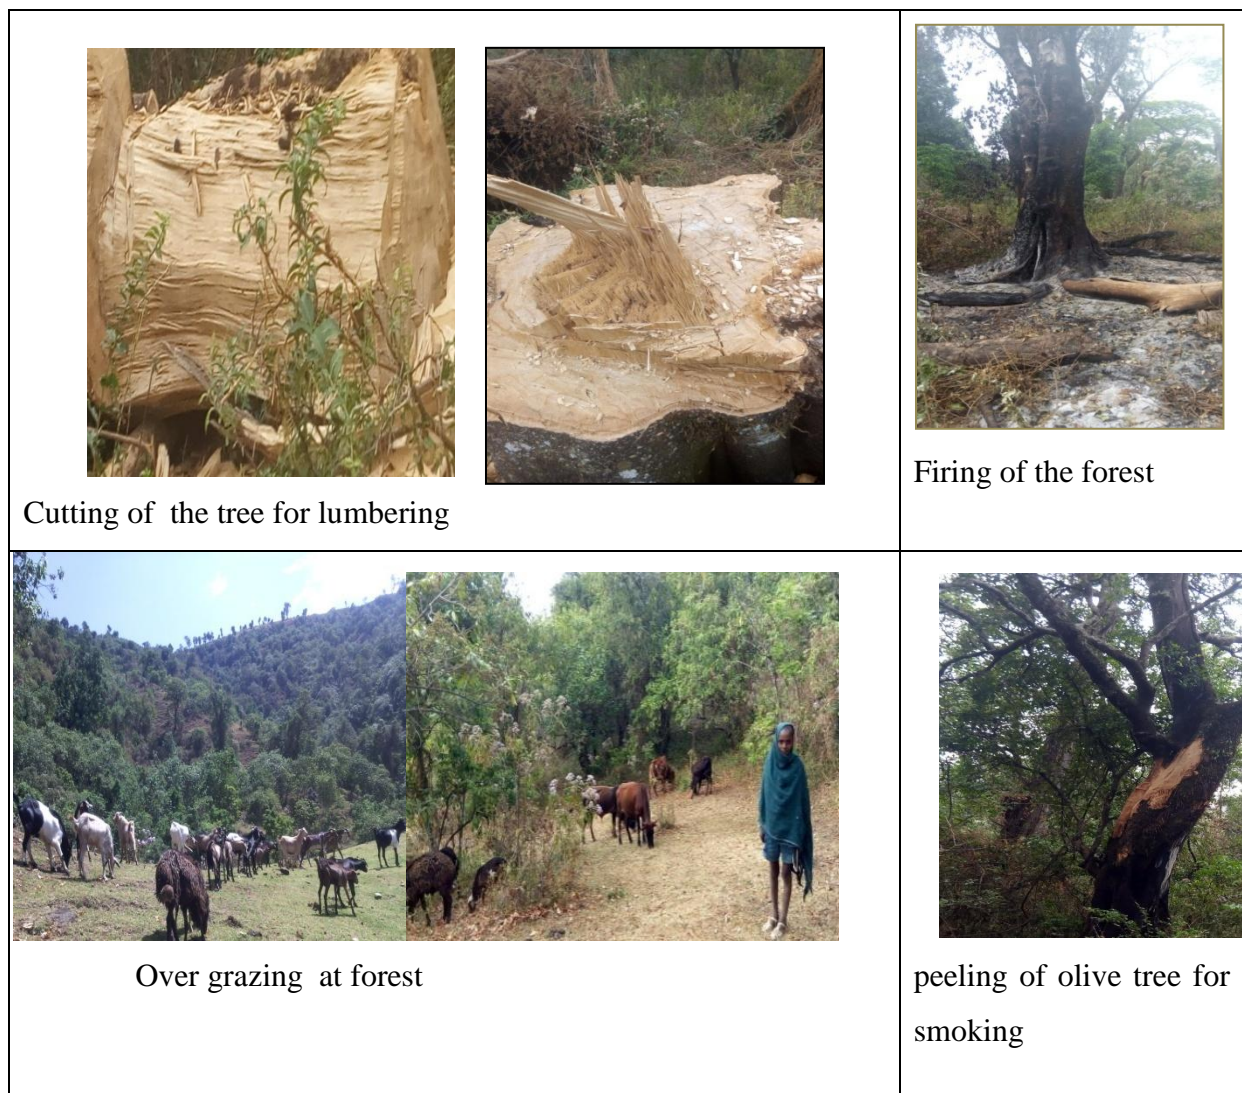 Cutting of  the tree for lumbering
Firing of the forest
Over grazing  at forest
peeling of olive tree for
smoking